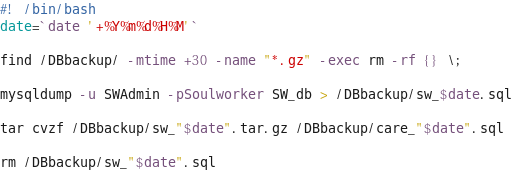 #! /bin/bash
date=`date '+%Y%m%d%H%M'`
find /DBbackup/ -mtime +30 -name "*.gz" -exec rm -rf {} \;
mysqldump -u SWAdmin -pSoulworker SW_db > /DBbackup/sw_$date.sql
tar cvzf /DBbackup/sw_"$date".tar.gz /DBbackup/care_"$date".sql
rm /DBbackup/sw_"$date".sql